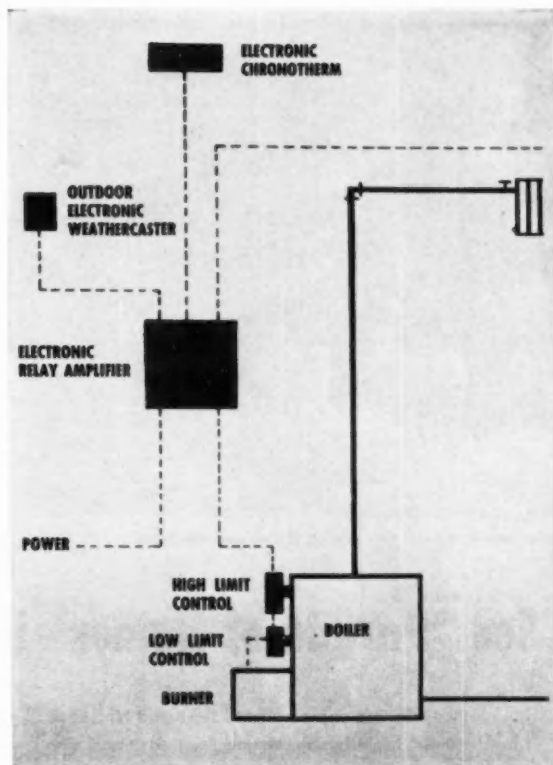 ELECTRONIC
CHRONOTHERM
OUTDOOR
ELECTRONIC
WEATHERCASTER
ELECTRONIC
RELAY AMPLIFIER
POWER
HIGH LIMIT
CONTROL
LOW LIMIT
CONTROL
BOILER
BURNER